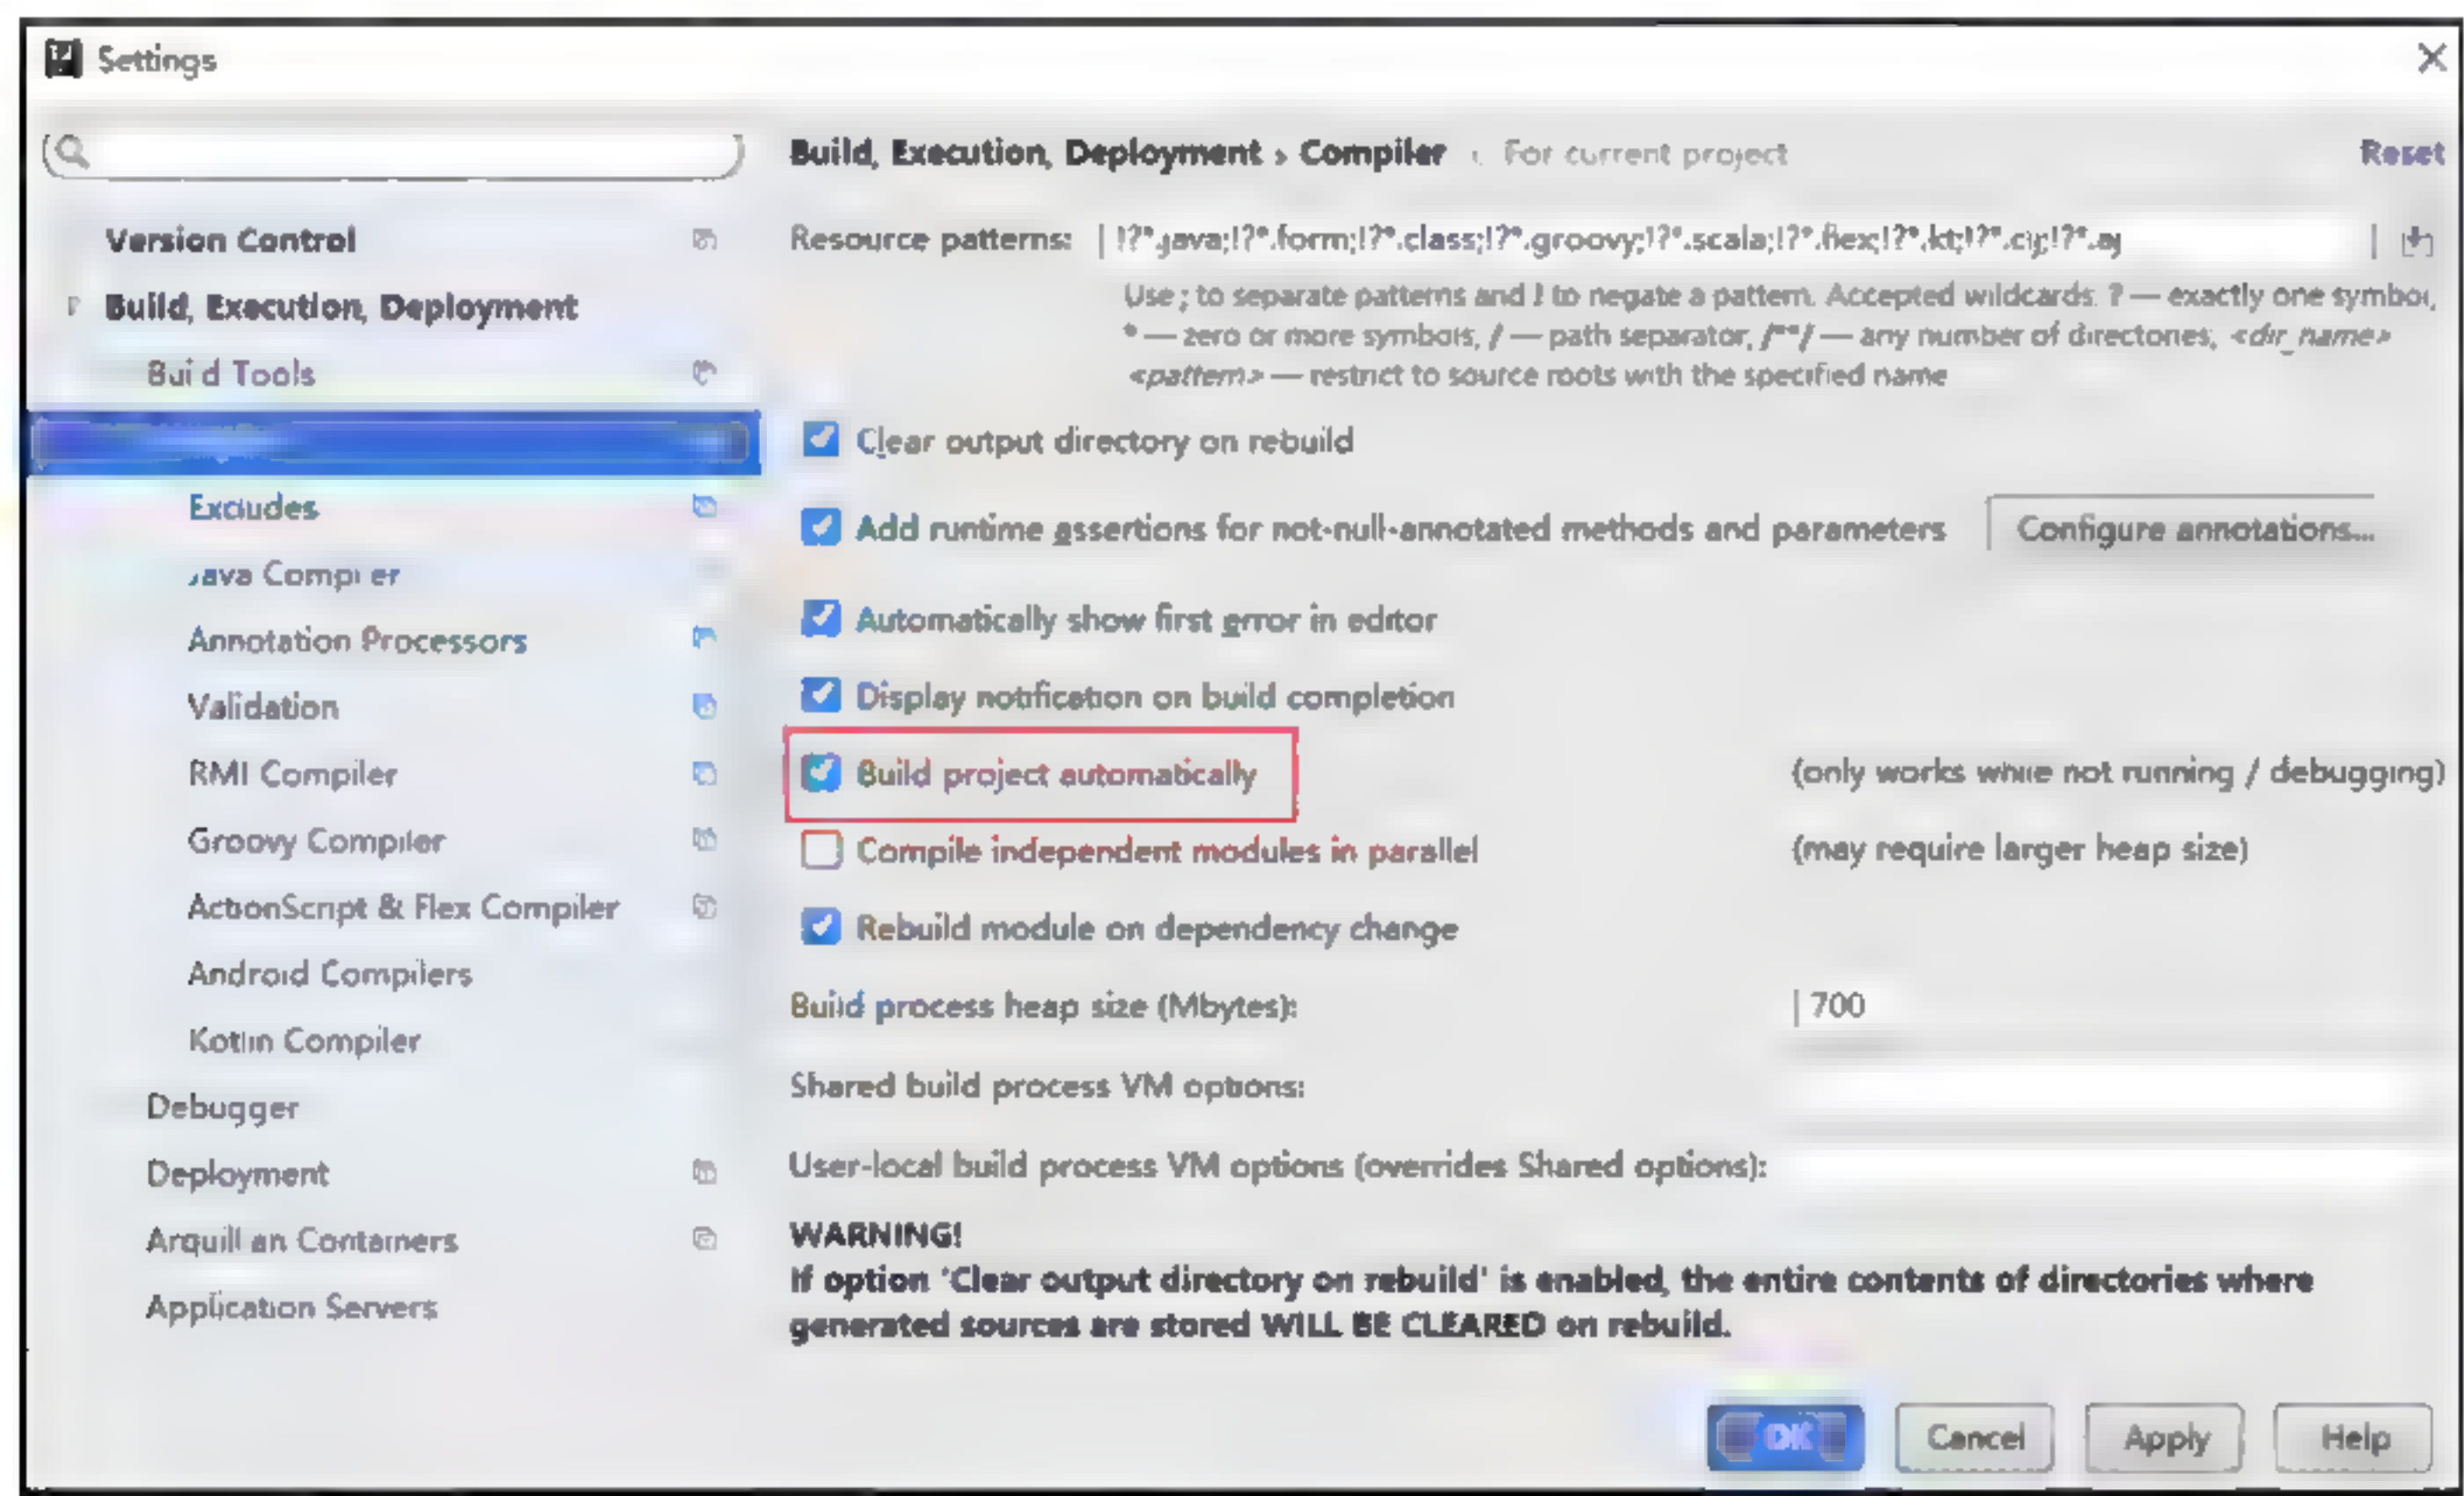 Settings
Version Control
Build, Execution, Deployment
Build Tools
Excludes
Java Compiler
Annotation Processors
Validation
RMI Compiler
Groovy Compiler
ActionScript & Flex Compiler
Android Compilers
Kotlin Compiler
Debugger
Deployment
Arquillian Containers
Application Servers
Build, Execution, Deployment › Compiler For current project Reset
Resource patterns: !?*.java;!?*.form;!?*.class;!?*.groovy;!?*.scala;!?*.flex;!?*.kt;!?*.clj;!?*.aj
Use ; to separate patterns and ! to negate a pattern. Accepted wildcards: ? — exactly one symbol,
* — zero or more symbols, / — path separator, /**/ — any number of directories, <dir_name>
<pattern> — restrict to source roots with the specified name
Clear output directory on rebuild
Add runtime assertions for not-null-annotated methods and parameters Configure annotations...
Automatically show first error in editor
Display notification on build completion
Build project automatically (only works while not running / debugging)
Compile independent modules in parallel (may require larger heap size)
Rebuild module on dependency change
Build process heap size (Mbytes): 700
Shared build process VM options:
User-local build process VM options (overrides Shared options):
WARNING!
If option 'Clear output directory on rebuild' is enabled, the entire contents of directories where
generated sources are stored WILL BE CLEARED on rebuild.
OK Cancel Apply Help